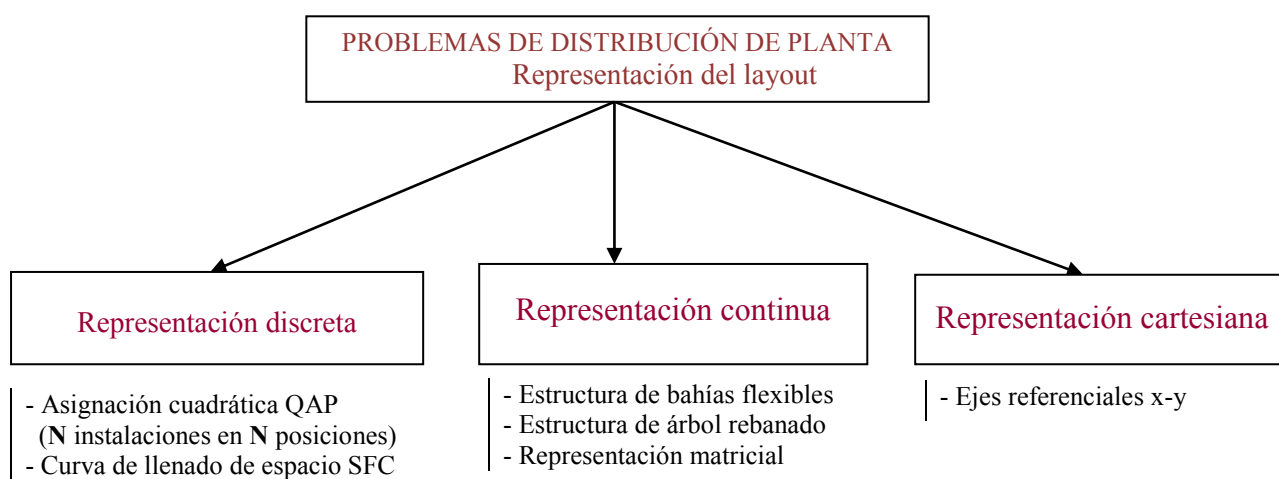 PROBLEMAS DE DISTRIBUCIÓN DE PLANTA
Representación del layout
Representación discreta
- Asignación cuadrática QAP
(N instalaciones en N posiciones)
- Curva de llenado de espacio SFC
Representación continua
- Estructura de bahías flexibles
- Estructura de árbol rebanado
- Representación matricial
Representación cartesiana
- Ejes referenciales x-y